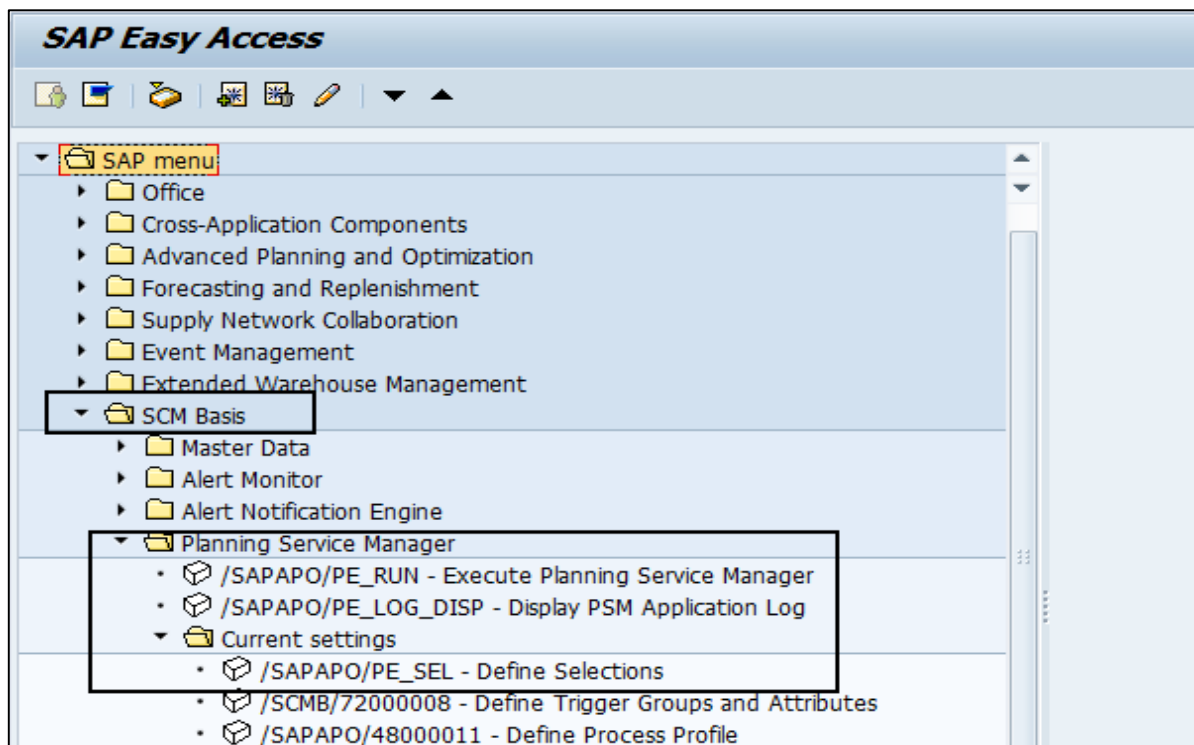 SAP Easy Access
SAP menu
Office
Cross-Application Components
Advanced Planning and Optimization
Forecasting and Replenishment
Supply Network Collaboration
Event Management
Extended Warehouse Management
SCM Basis
Master Data
Alert Monitor
Alert Notification Engine
Planning Service Manager
/SAPAPO/PE_RUN - Execute Planning Service Manager
/SAPAPO/PE_LOG_DISP - Display PSM Application Log
Current settings
/SAPAPO/PE_SEL - Define Selections
/SCMB/72000008 - Define Trigger Groups and Attributes
/SAPAPO/48000011 - Define Process Profile